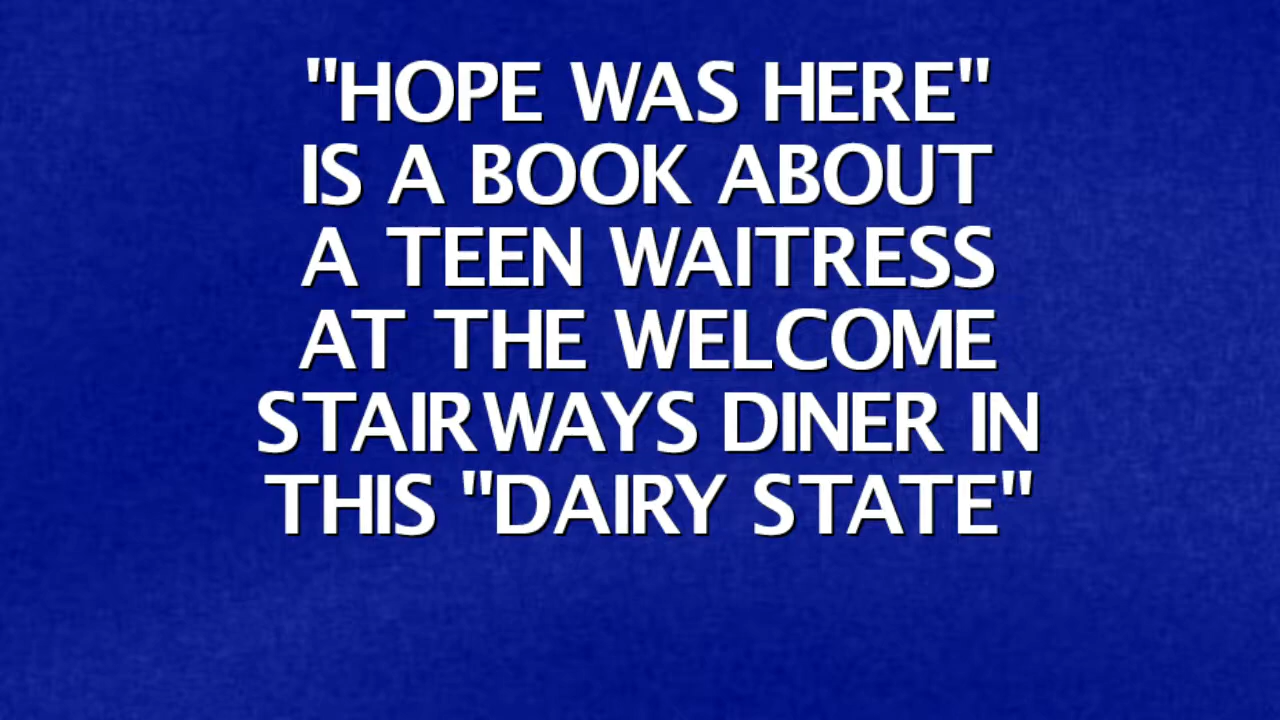 "HOPE WAS HERE"
IS A BOOK ABOUT
A TEEN WAITRESS
AT THE WELCOME
STAIRWAYS DINER IN
THIS "DAIRY STATE"